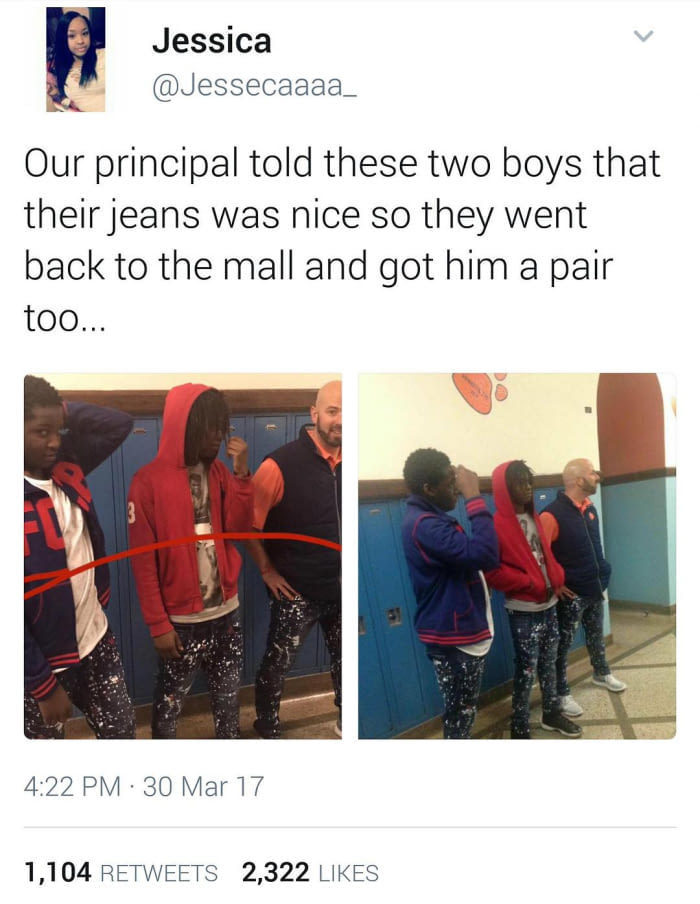 Jessica
@Jessecaaaa_
Our principal told these two boys that
their jeans was nice so they went
back to the mall and got him a pair
too...
3
4:22 PM · 30 Mar 17
1,104 RETWEETS 2,322 LIKES